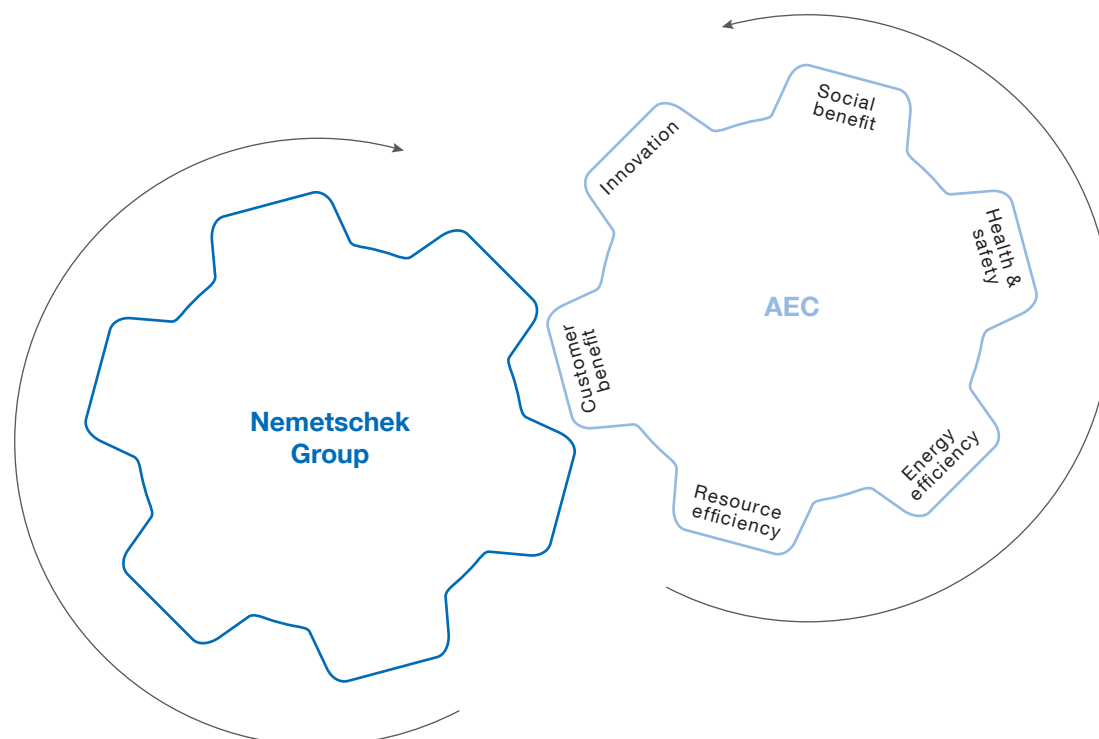 Nemetschek
Group
AEC
Social
benefit
Health &
safety
Energy
efficiency
Resource
efficiency
Customer
benefit
Innovation